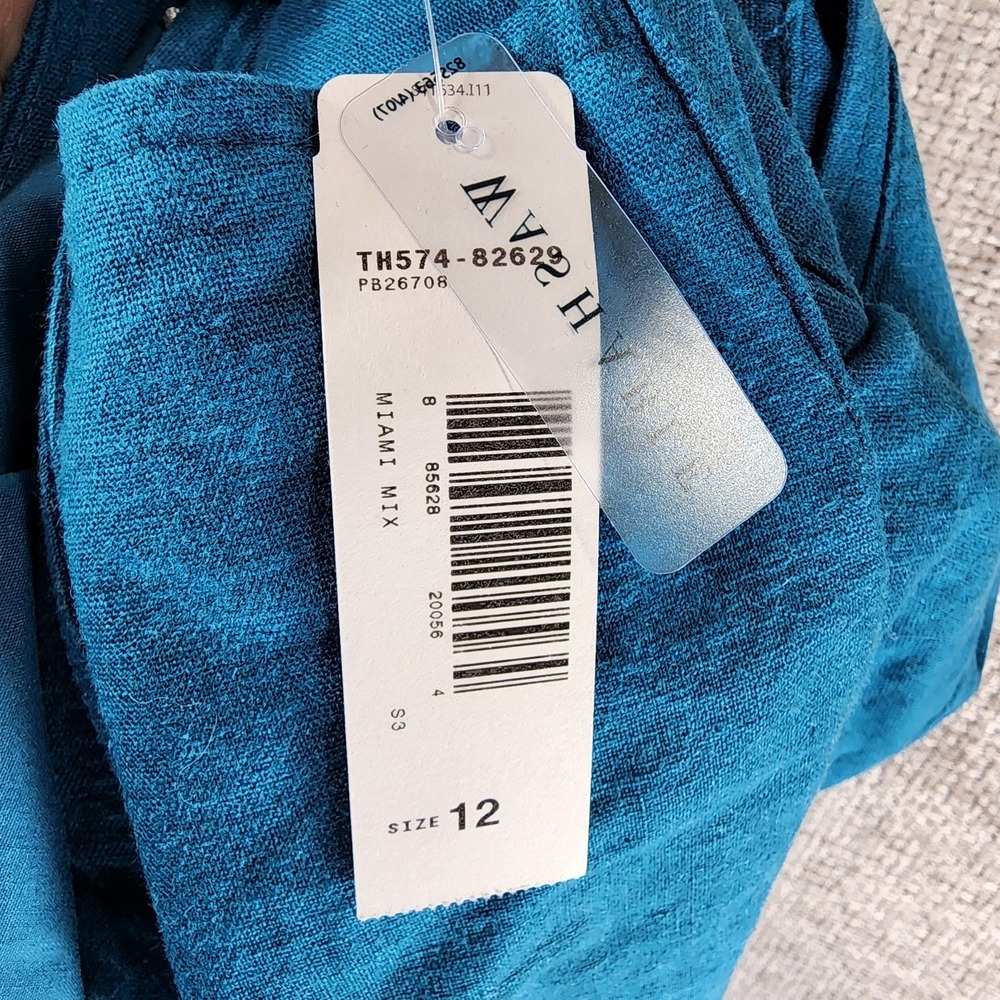 TH574-82629
PB26708
MIAMI MIX
8 85628 20056 4
S3
SIZE 12